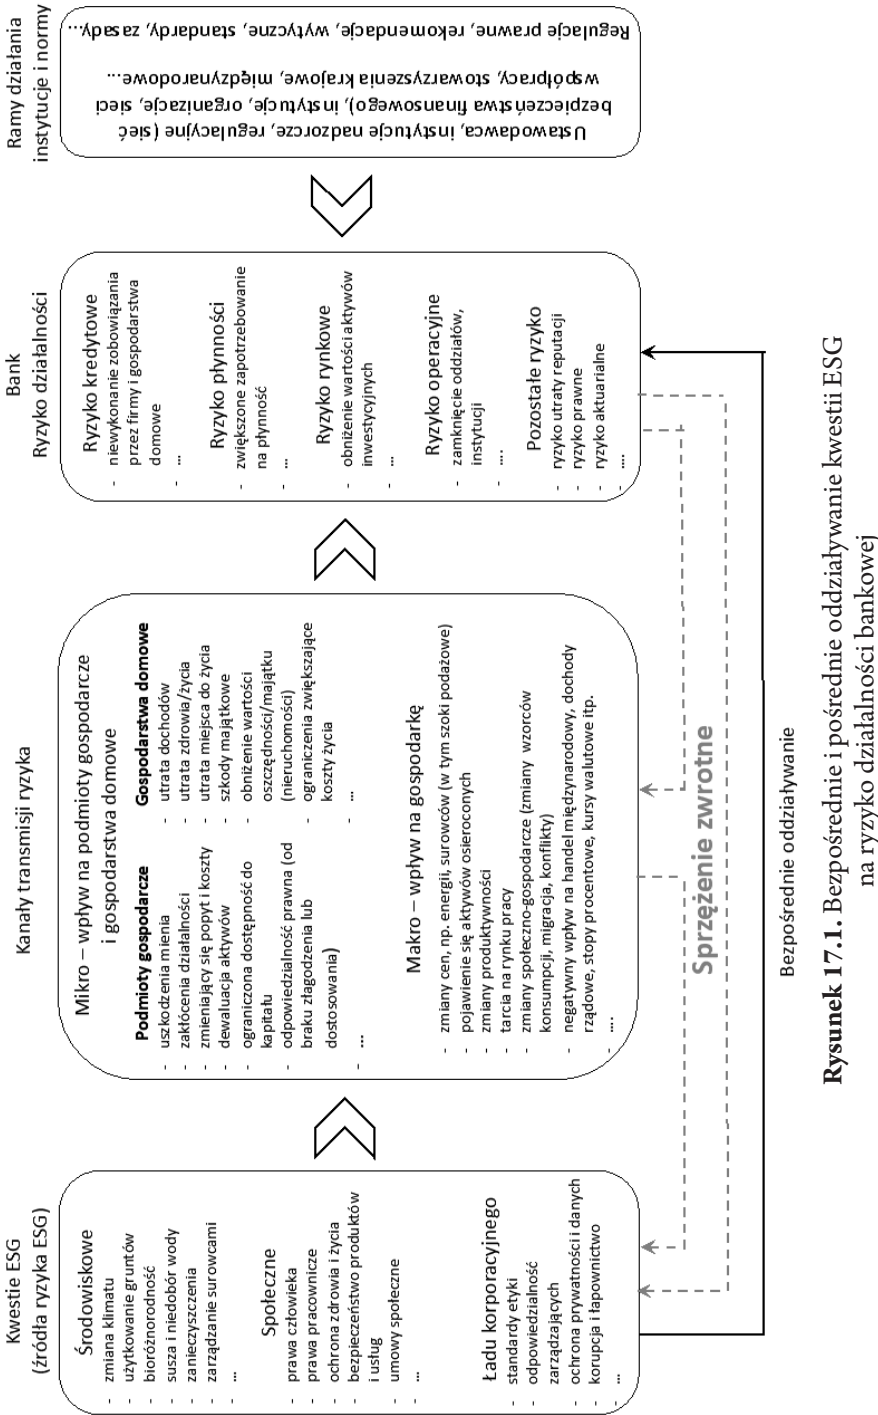 Kwestie ESG
(źródła ryzyka ESG)
Środowiskowe
- zmiana klimatu
- użytkowanie gruntów
- bioróżnorodność
- susza i niedobór wody
- zanieczyszczenia
- zarządzanie surowcami
- ...
Społeczne
- prawa człowieka
- prawa pracownicze
- ochrona zdrowia i życia
- bezpieczeństwo produktów
i usług
- umowy społeczne
- ...
Ładu korporacyjnego
- standardy etyki
- odpowiedzialność
zarządzających
- ochrona prywatności i danych
- korupcja i łapownictwo
- ...
Kanały transmisji ryzyka
Mikro – wpływ na podmioty gospodarcze
i gospodarstwa domowe
Podmioty gospodarcze
- uszkodzenia mienia
- zakłócenia działalności
- zmieniający się popyt i koszty
- dewaluacja aktywów
- ograniczona dostępność do
kapitału
- odpowiedzialność prawna (od
braku złagodzenia lub
dostosowania)
- ...
Gospodarstwa domowe
- utrata dochodów
- utrata zdrowia/życia
- utrata miejsca do życia
- szkody majątkowe
- obniżenie wartości
oszczędności/majątku
(nieruchomości)
- ograniczenia zwiększające
koszty życia
- ...
Makro – wpływ na gospodarkę
- zmiany cen, np. energii, surowców (w tym szoki podażowe)
- pojawienie się aktywów osieroconych
- zmiany produktywności
- tarcia na rynku pracy
- zmiany społeczno-gospodarcze (zmiany wzorców
konsumpcji, migracja, konflikty)
- negatywny wpływ na handel międzynarodowy, dochody
rządowe, stopy procentowe, kursy walutowe itp.
- ....
Bank
Ryzyko działalności
Ryzyko kredytowe
- niewykonanie zobowiązania
przez firmy i gospodarstwa
domowe
- ...
Ryzyko płynności
- zwiększone zapotrzebowanie
na płynność
- ...
Ryzyko rynkowe
- obniżenie wartości aktywów
inwestycyjnych
- ...
Ryzyko operacyjne
- zamknięcie oddziałów,
instytucji
- ....
Pozostałe ryzyko
- ryzyko utraty reputacji
- ryzyko prawne
- ryzyko aktuarialne
- ....
Ramy działania
instytucje i normy
Ustawodawca, instytucje nadzorcze, regulacyjne (sieć
bezpieczeństwa finansowego), instytucje, organizacje, sieci
współpracy, stowarzyszenia krajowe, międzynarodowe...
Regulacje prawne, rekomendacje, wytyczne, standardy, zasady...
Sprzężenie zwrotne
Bezpośrednie oddziaływanie
Rysunek 17.1. Bezpośrednie i pośrednie oddziaływanie kwestii ESG
na ryzyko działalności bankowej